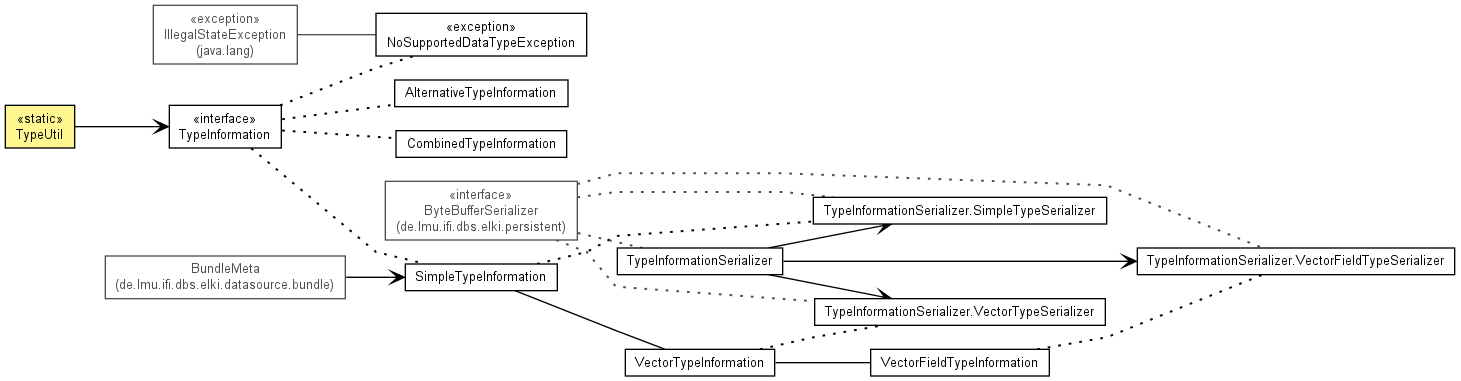 «exception»
IllegalStateException
(java.lang)
«exception»
NoSupportedDataTypeException
AlternativeTypeInformation
«static»
TypeUtil
«interface»
TypeInformation
CombinedTypeInformation
«interface»
ByteBufferSerializer
(de.lmu.ifi.dbs.elki.persistent)
TypeInformationSerializer.SimpleTypeSerializer
TypeInformationSerializer
TypeInformationSerializer.VectorFieldTypeSerializer
BundleMeta
(de.lmu.ifi.dbs.elki.datasource.bundle)
SimpleTypeInformation
TypeInformationSerializer.VectorTypeSerializer
VectorTypeInformation
VectorFieldTypeInformation